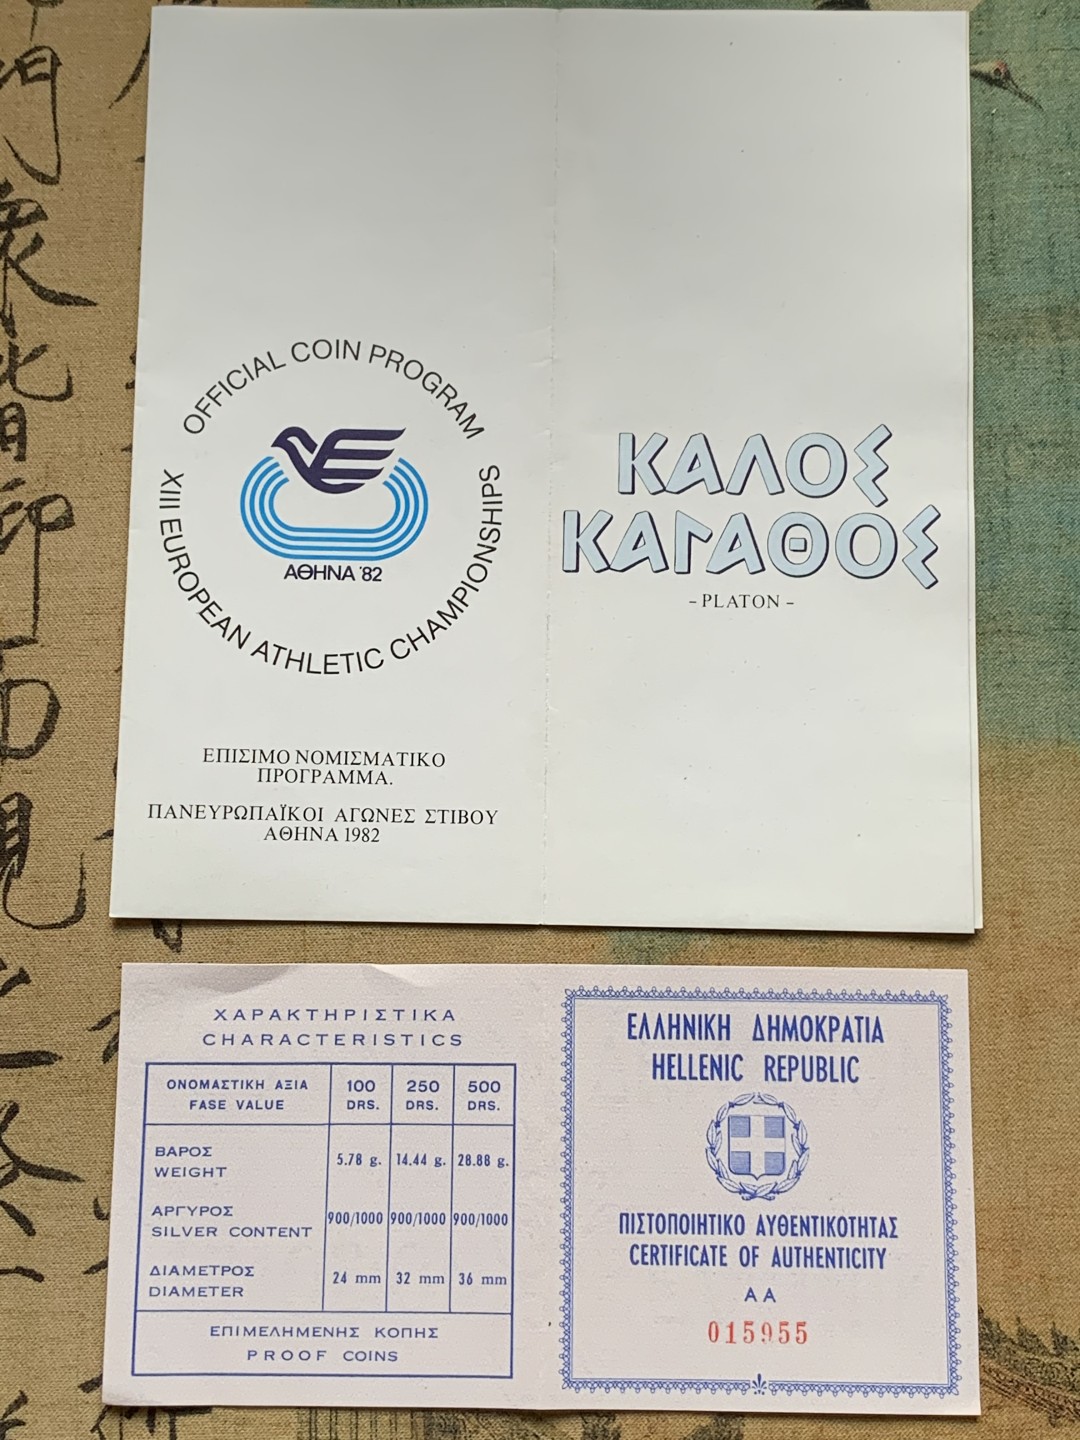 OFFICIAL COIN PROGRAM
XIII EUROPEAN ATHLETIC CHAMPIONSHIPS
ΑΘΗΝΑ '82
ΕΠΙΣΙΜΟ ΝΟΜΙΣΜΑΤΙΚΟ
ΠΡΟΓΡΑΜΜΑ.
ΠΑΝΕΥΡΩΠΑΪΚΟΙ ΑΓΩΝΕΣ ΣΤΙΒΟΥ
ΑΘΗΝΑ 1982
ΚΑΛΟΣ
ΚΑΓΑΘΟΣ
- PLATON -
ΧΑΡΑΚΤΗΡΙΣΤΙΚΑ
CHARACTERISTICS
ΟΝΟΜΑΣΤΙΚΗ ΑΞΙΑ 100 250 500
FASE VALUE DRS. DRS. DRS.
ΒΑΡΟΣ
WEIGHT 5.78 g. 14.44 g. 28.88 g.
ΑΡΓΥΡΟΣ
SILVER CONTENT 900/1000 900/1000 900/1000
ΔΙΑΜΕΤΡΟΣ
DIAMETER 24 mm 32 mm 36 mm
ΕΠΙΜΕΛΗΜΕΝΗΣ ΚΟΠΗΣ
PROOF COINS
ΕΛΛΗΝΙΚΗ ΔΗΜΟΚΡΑΤΙΑ
HELLENIC REPUBLIC
ΠΙΣΤΟΠΟΙΗΤΙΚΟ ΑΥΘΕΝΤΙΚΟΤΗΤΑΣ
CERTIFICATE OF AUTHENTICITY
AA
015955